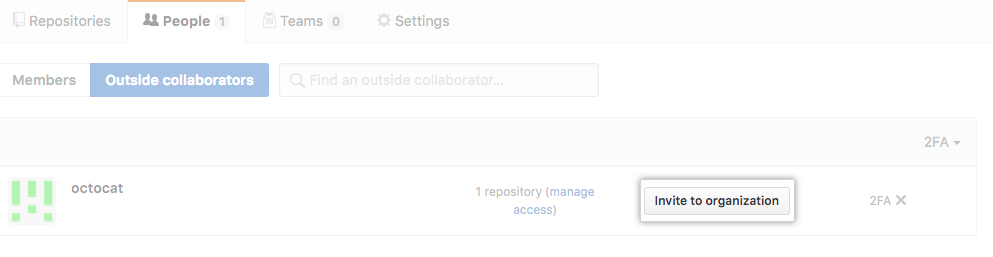 Repositories People 1 Teams 0 Settings
Members Outside collaborators Find an outside collaborator...
2FA
octocat
1 repository (manage Invite to organization 2FA
access)